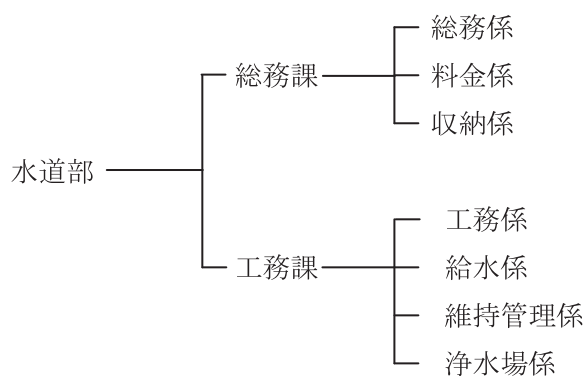 水道部
総務課
総務係
料金係
収納係
工務課
工務係
給水係
維持管理係
浄水場係